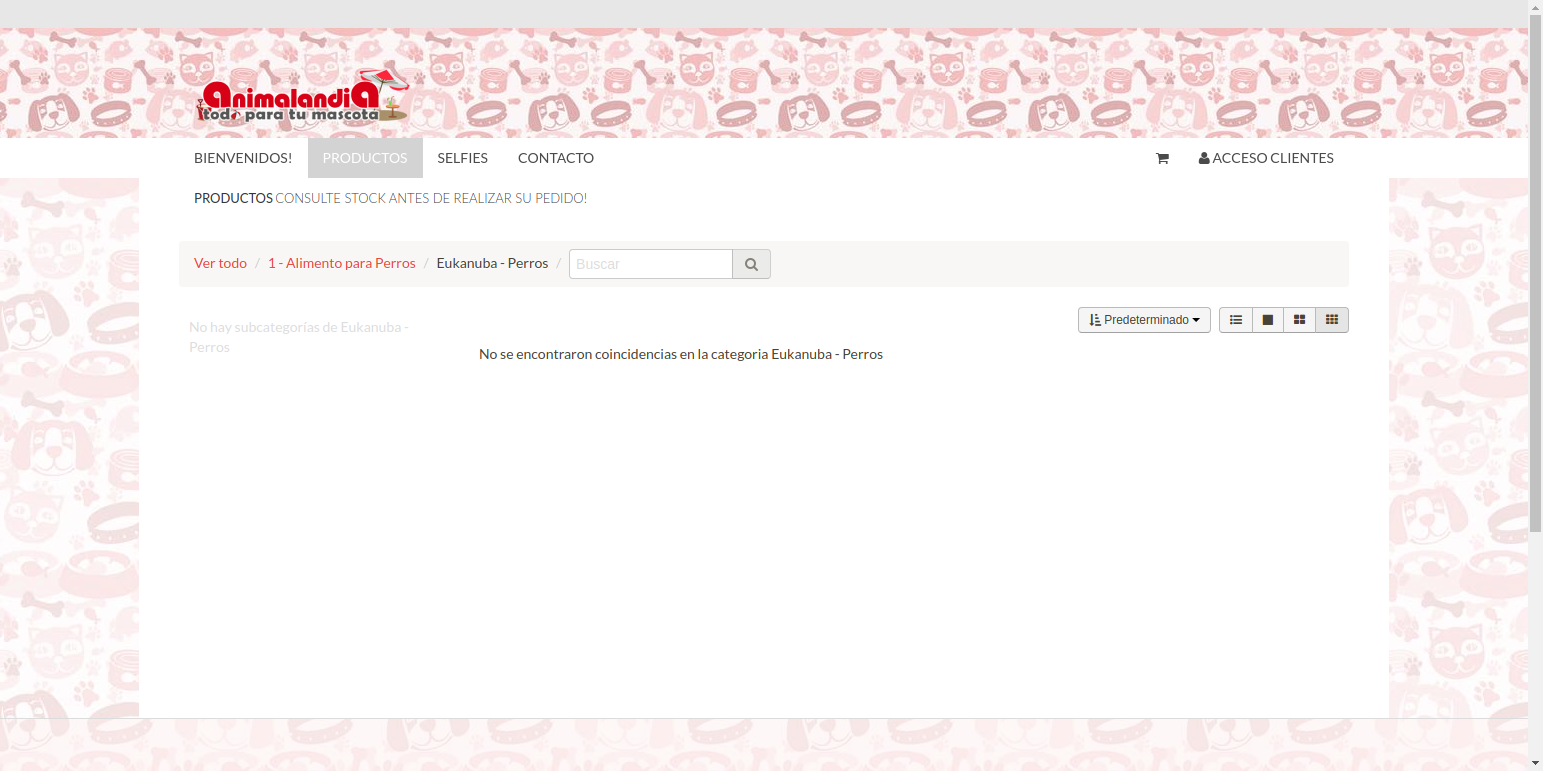 animalandia
todo para tu mascota
BIENVENIDOS! PRODUCTOS SELFIES CONTACTO ACCESO CLIENTES
PRODUCTOS CONSULTE STOCK ANTES DE REALIZAR SU PEDIDO!
Ver todo / 1 - Alimento para Perros / Eukanuba - Perros / Buscar
Predeterminado
No hay subcategorías de Eukanuba -
Perros
No se encontraron coincidencias en la categoria Eukanuba - Perros